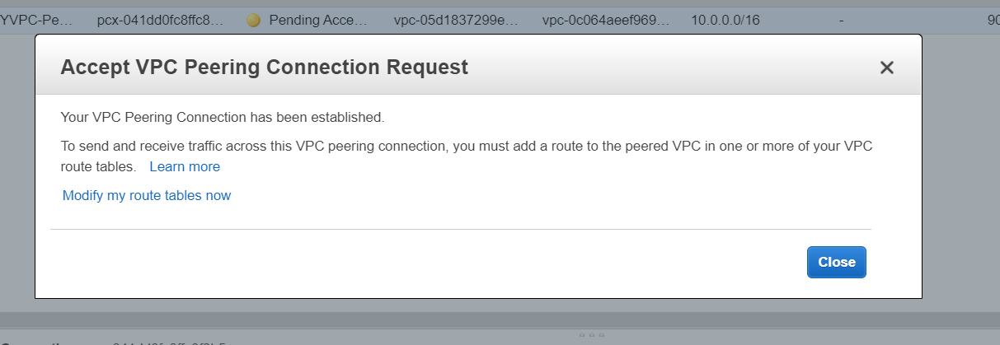 YVPC-Pe... pcx-041dd0fc8ffc8... Pending Acce... vpc-05d1837299e... vpc-0c064aeef969... 10.0.0.0/16 - 90
Accept VPC Peering Connection Request
Your VPC Peering Connection has been established.
To send and receive traffic across this VPC peering connection, you must add a route to the peered VPC in one or more of your VPC
route tables. Learn more
Modify my route tables now
Close